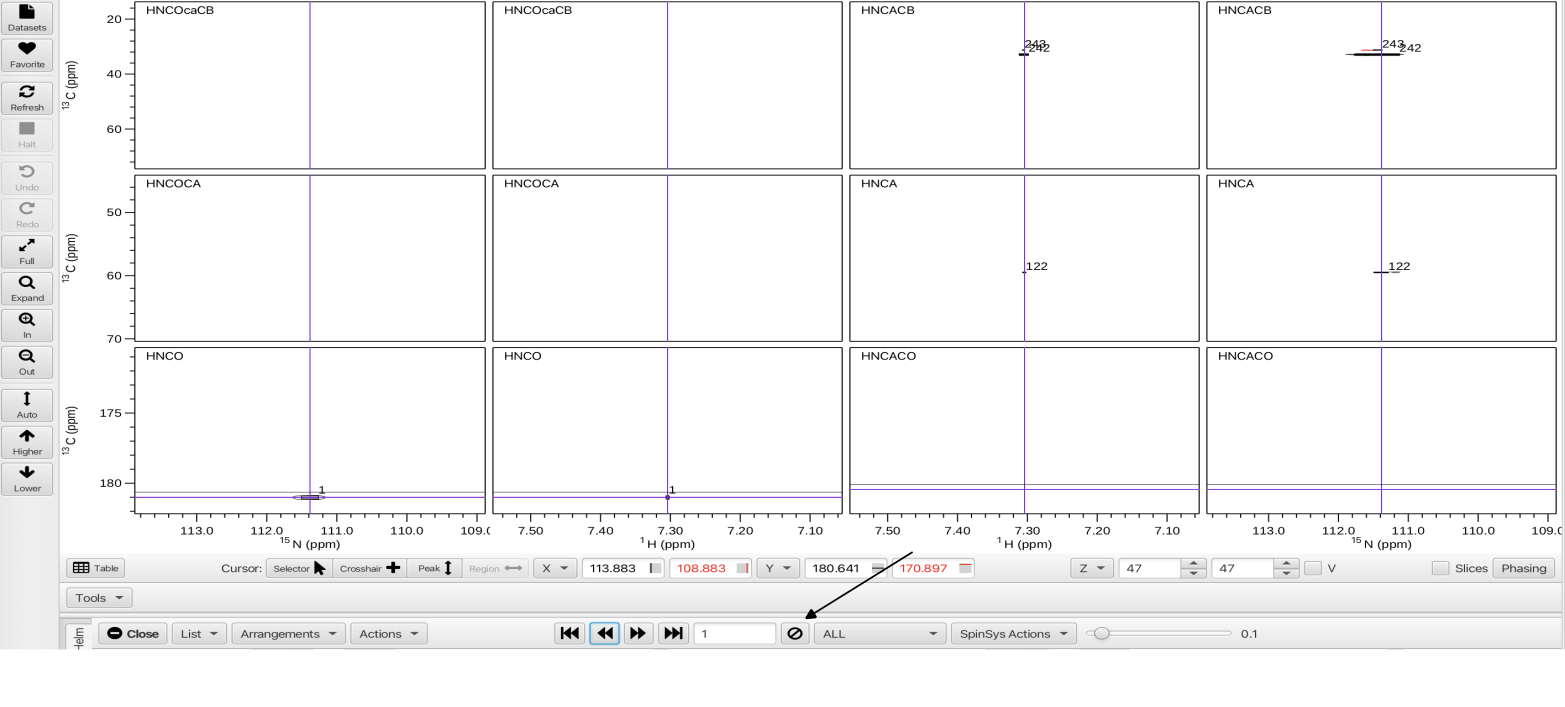 Datasets
Favorite
Refresh
Halt
Undo
Redo
Full
Expand
In
Out
Auto
Higher
Lower
HNCOcaCB HNCOcaCB HNCACB HNCACB
20
40
60
13 C (ppm)
243
242
243
242
HNCOCA HNCOCA HNCA HNCA
50
60
70
13 C (ppm)
122
122
HNCO HNCO HNCACO HNCACO
175
180
13 C (ppm)
1
1
113.0 112.0 111.0 110.0 109.0 7.50 7.40 7.30 7.20 7.10 7.50 7.40 7.30 7.20 7.10 113.0 112.0 111.0 110.0 109.0
15 N (ppm) 1 H (ppm) 1 H (ppm) 15 N (ppm)
Table Cursor: Selector Crosshair Peak Region X 113.883 108.883 Y 180.641 170.897 Z 47 47 V Slices Phasing
Tools
Helm Close List Arrangements Actions 1 ALL SpinSys Actions 0.1